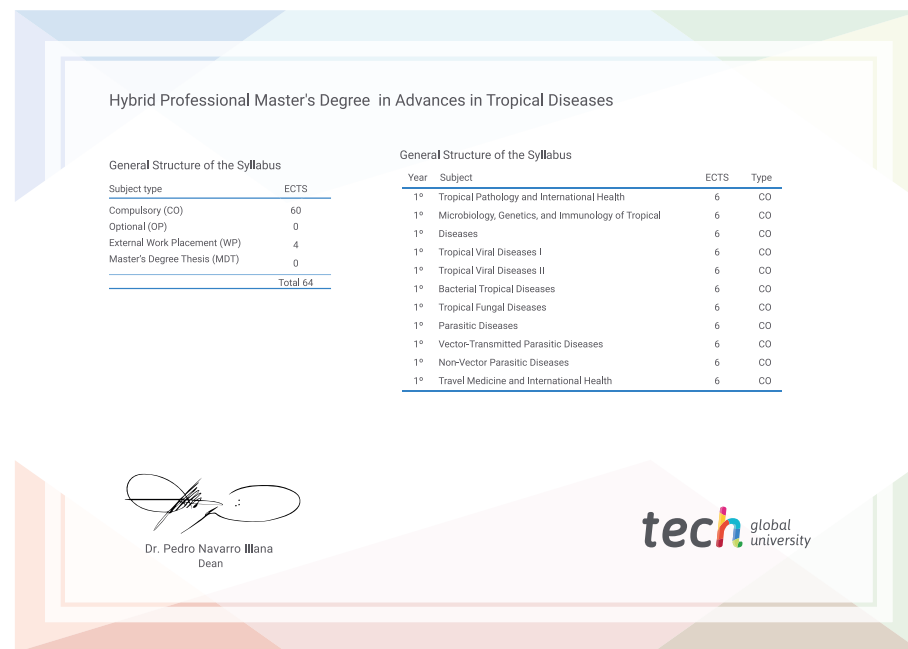 Hybrid Professional Master's Degree in Advances in Tropical Diseases
General Structure of the Syllabus
Subject type ECTS
Compulsory (CO) 60
Optional (OP) 0
External Work Placement (WP) 4
Master's Degree Thesis (MDT) 0
Total 64
General Structure of the Syllabus
Year Subject ECTS Type
1º Tropical Pathology and International Health 6 CO
1º Microbiology, Genetics, and Immunology of Tropical 6 CO
1º Diseases 6 CO
1º Tropical Viral Diseases I 6 CO
1º Tropical Viral Diseases II 6 CO
1º Bacterial Tropical Diseases 6 CO
1º Tropical Fungal Diseases 6 CO
1º Parasitic Diseases 6 CO
1º Vector-Transmitted Parasitic Diseases 6 CO
1º Non-Vector Parasitic Diseases 6 CO
1º Travel Medicine and International Health 6 CO
Dr. Pedro Navarro Illana
Dean
tech global
university